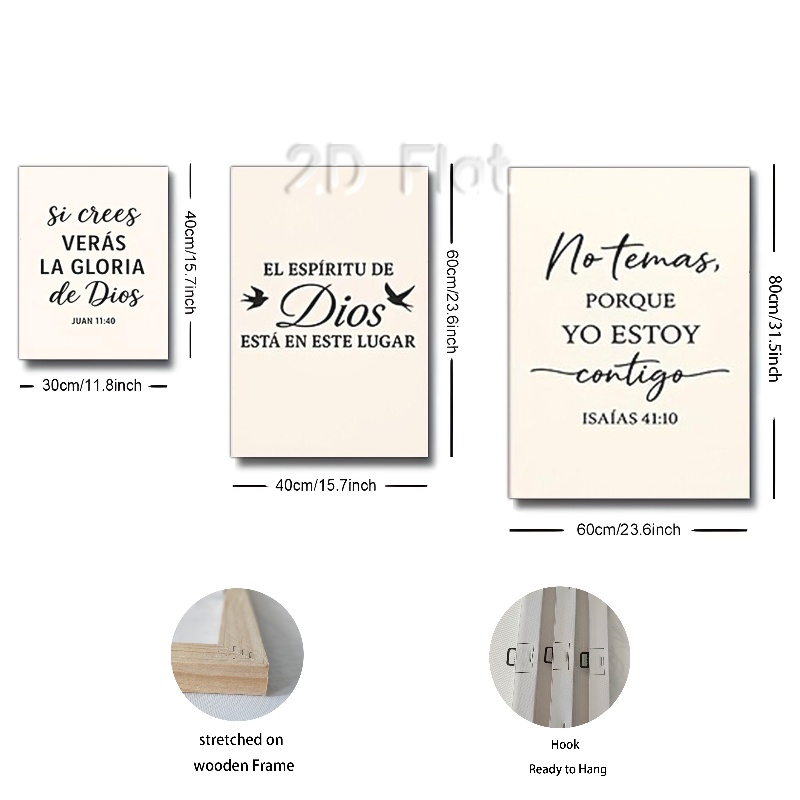 2D Flat
si crees
VERÁS
LA GLORIA
de Dios
JUAN 11:40
40cm/15.7inch
30cm/11.8inch
EL ESPÍRITU DE
Dios
ESTÁ EN ESTE LUGAR
60cm/23.6inch
40cm/15.7inch
No temas,
PORQUE
YO ESTOY
contigo
ISAÍAS 41:10
80cm/31.5inch
60cm/23.6inch
stretched on
wooden Frame
Hook
Ready to Hang